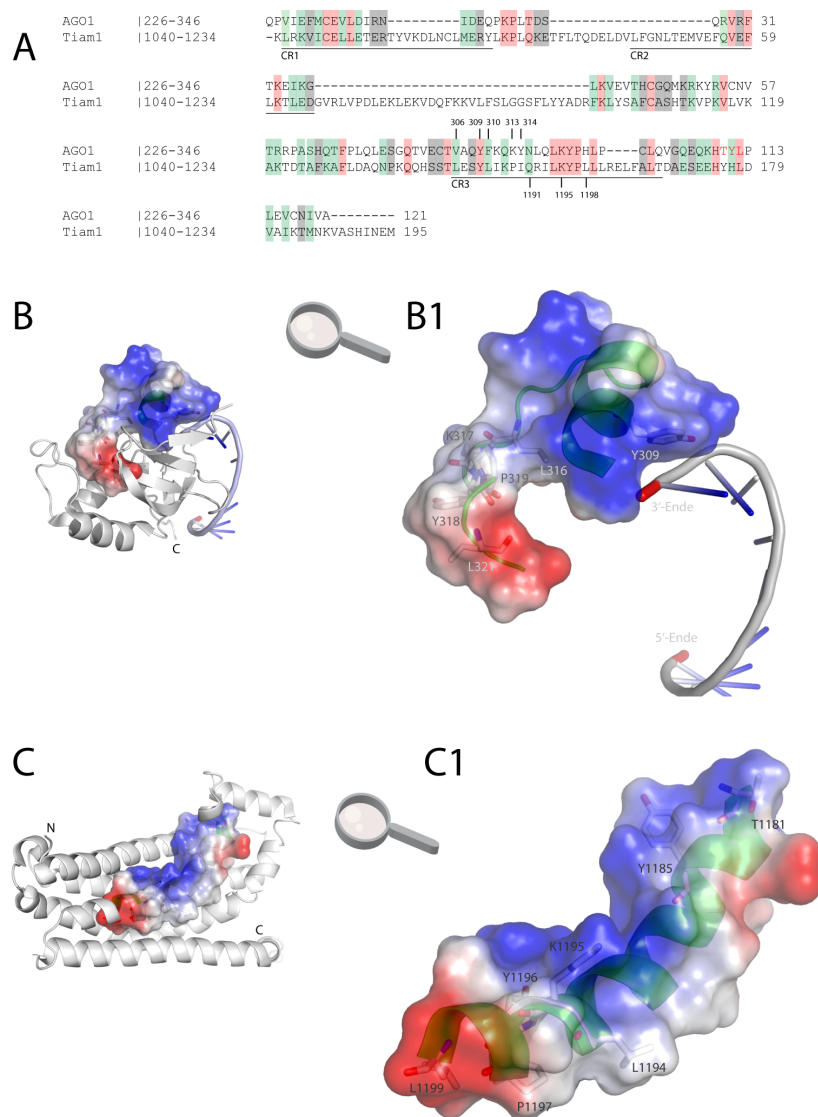 A
AGO1 |226-346 QPVIEFMCEVLDIRN---------IDEQPKPLTDS----------------QRVRF 31
Tiam1 |1040-1234 -KLRKVICELLETERTYVKDLNCLMERYLKPLQKETFLTQDELDVLFGNLTEMVEFQVEF 59
CR1 CR2
AGO1 |226-346 TKEIKG----------------------------------LKVEVTHCGQMKRKYRVCNV 57
Tiam1 |1040-1234 LKTLEDGVRLVPDLEKLEKVDQFKKVLFSLGGSFLYYADRFKLYSAFCASHTKVPKVLVK 119
306 309 310 313 314
AGO1 |226-346 TRRPASHQTFPLQLESGQTVECTVAQYFKQKYNLQLKYPHLP----CLQVGQEQKHTYLP 113
Tiam1 |1040-1234 AKTDTAFKAFLDAQNPKQQHSSTLESYLIKPIQRILKYPLLLRELFALTDAESEEHYHLD 179
CR3 1191 1195 1198
AGO1 |226-346 LEVCNIVA-------- 121
Tiam1 |1040-1234 VAIKTMNKVASHINEM 195
B
C
B1
K317
L316
Y309
P319
Y318
L321
3'-Ende
5'-Ende
C
N
C
C1
T1181
Y1185
K1195
Y1196
L1194
L1199
P1197